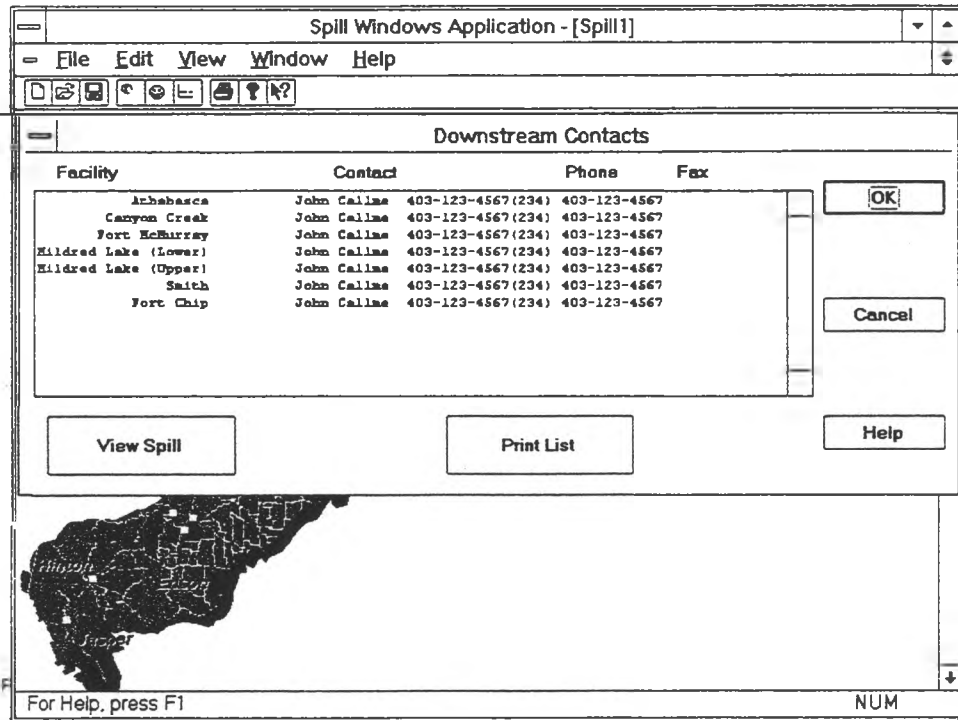 Spill Windows Application - [Spill1]
File Edit View Window Help
Downstream Contacts
Facility Contact Phone Fax
Athabasca John Callme 403-123-4567(234) 403-123-4567
Canyon Creek John Callme 403-123-4567(234) 403-123-4567
Fort McMurray John Callme 403-123-4567(234) 403-123-4567
Mildred Lake (Lower) John Callme 403-123-4567(234) 403-123-4567
Mildred Lake (Upper) John Callme 403-123-4567(234) 403-123-4567
Smith John Callme 403-123-4567(234) 403-123-4567
Fort Chip John Callme 403-123-4567(234) 403-123-4567
OK
Cancel
Help
View Spill
Print List
Hinton
Edson
Jasper
For Help, press F1
NUM